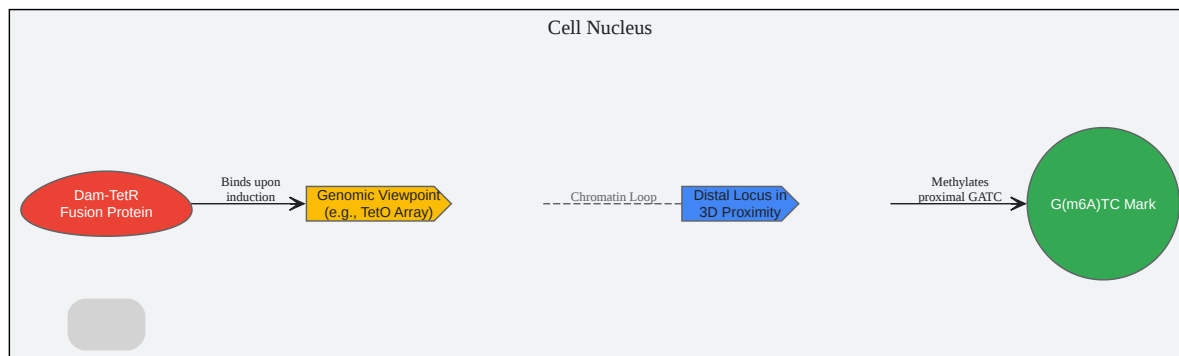 Cell Nucleus
Dam-TetR
Fusion Protein
Binds upon
induction
Genomic Viewpoint
(e.g., TetO Array)
Chromatin Loop
Distal Locus in
3D Proximity
Methylates
proximal GATC
G(m6A)TC Mark